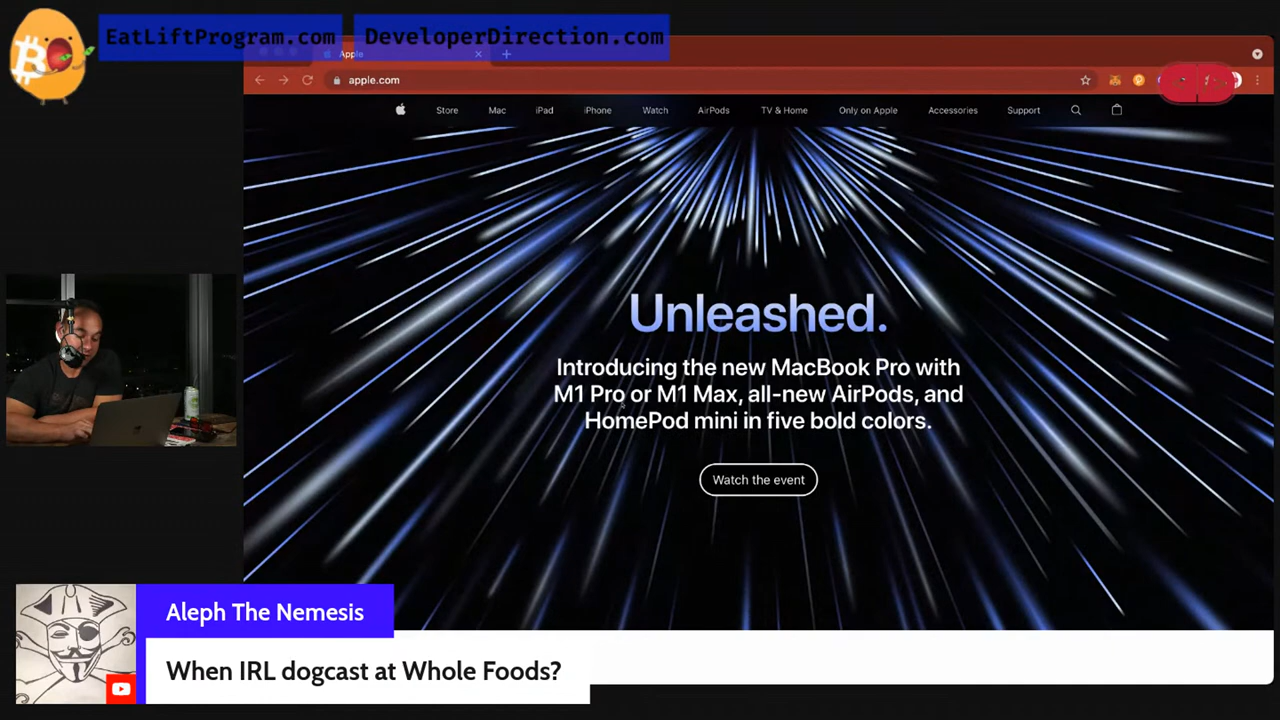 EatLiftProgram.com
DeveloperDirection.com
Apple
apple.com
Store
Mac
iPad
iPhone
Watch
AirPods
TV & Home
Only on Apple
Accessories
Support
Unleashed.
Introducing the new MacBook Pro with
M1 Pro or M1 Max, all-new AirPods, and
HomePod mini in five bold colors.
Watch the event
Aleph The Nemesis
When IRL dogcast at Whole Foods?